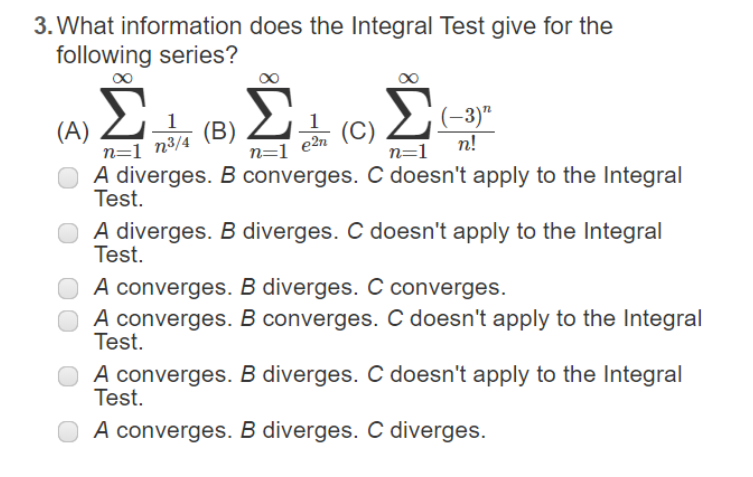 3. What information does the Integral Test give for the
following series?
(A) ∑_{n=1}^{∞} 1/n^{3/4} (B) ∑_{n=1}^{∞} 1/e^{2n} (C) ∑_{n=1}^{∞} (−3)^n/n!
A diverges. B converges. C doesn't apply to the Integral
Test.
A diverges. B diverges. C doesn't apply to the Integral
Test.
A converges. B diverges. C converges.
A converges. B converges. C doesn't apply to the Integral
Test.
A converges. B diverges. C doesn't apply to the Integral
Test.
A converges. B diverges. C diverges.